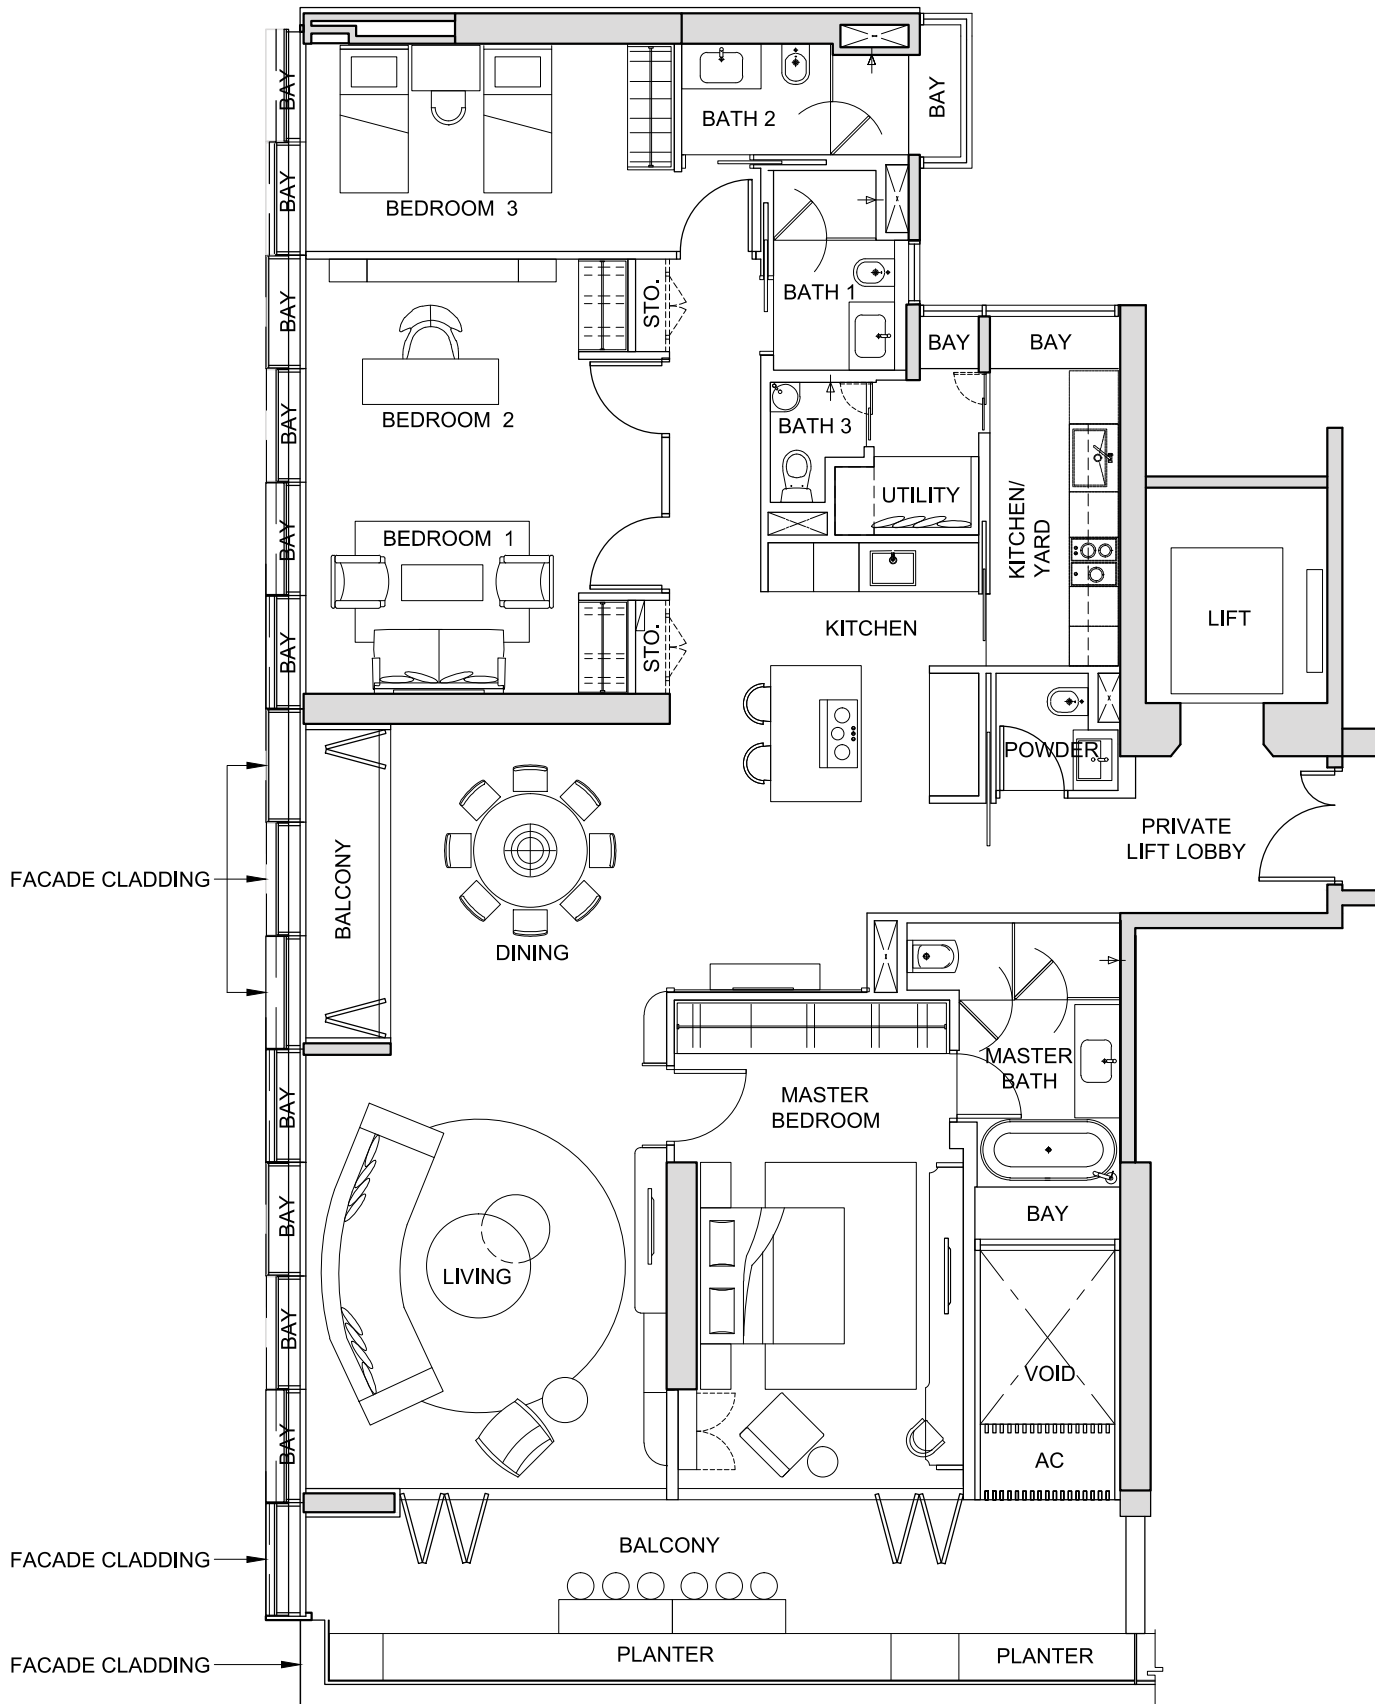 BAY
BATH 2
BAY
BEDROOM 3
BAY
BATH 1
STO.
BAY
BAY
BAY
BEDROOM 2
BAY
BATH 3
UTILITY
KITCHEN/
YARD
BEDROOM 1
BAY
LIFT
KITCHEN
STO.
BAY
POWDER
PRIVATE
LIFT LOBBY
FACADE CLADDING
BALCONY
DINING
MASTER
BATH
MASTER
BEDROOM
BAY
BAY
BAY
LIVING
BAY
VOID
BAY
AC
BALCONY
FACADE CLADDING
PLANTER
PLANTER
FACADE CLADDING
BAY